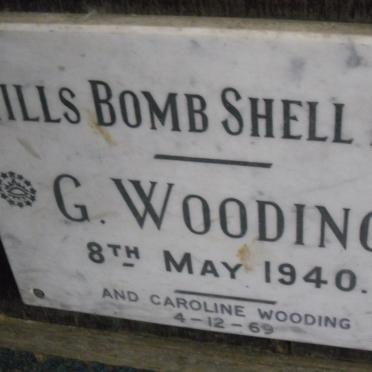 ILLS BOMB SHELL
G. WOODING
8TH MAY 1940.
AND CAROLINE WOODING
4-12-69